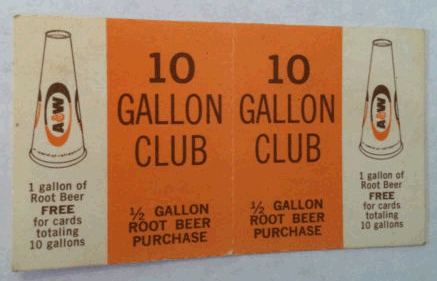 A&W
1 gallon of
Root Beer
FREE
for cards
totaling
10 gallons
10
GALLON
CLUB
½ GALLON
ROOT BEER
PURCHASE
10
GALLON
CLUB
½ GALLON
ROOT BEER
PURCHASE
A&W
1 gallon of
Root Beer
FREE
for cards
totaling
10 gallons